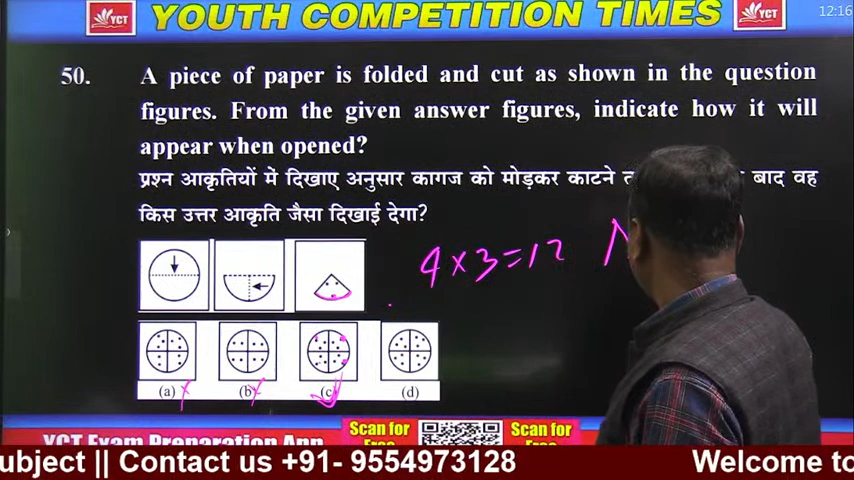 YCT
YOUTH COMPETITION TIMES
YCT
12:16
50.
A piece of paper is folded and cut as shown in the question
figures. From the given answer figures, indicate how it will
appear when opened?
प्रश्न आकृतियों में दिखाए अनुसार कागज को मोड़कर काटने
बाद वह
किस उत्तर आकृति जैसा दिखाई देगा?
4×3=12
(a)
(b)
(c)
(d)
YCT Exam Preparation App
Scan for
Free
Scan for
Free
ubject || Contact us +91- 9554973128
Welcome to